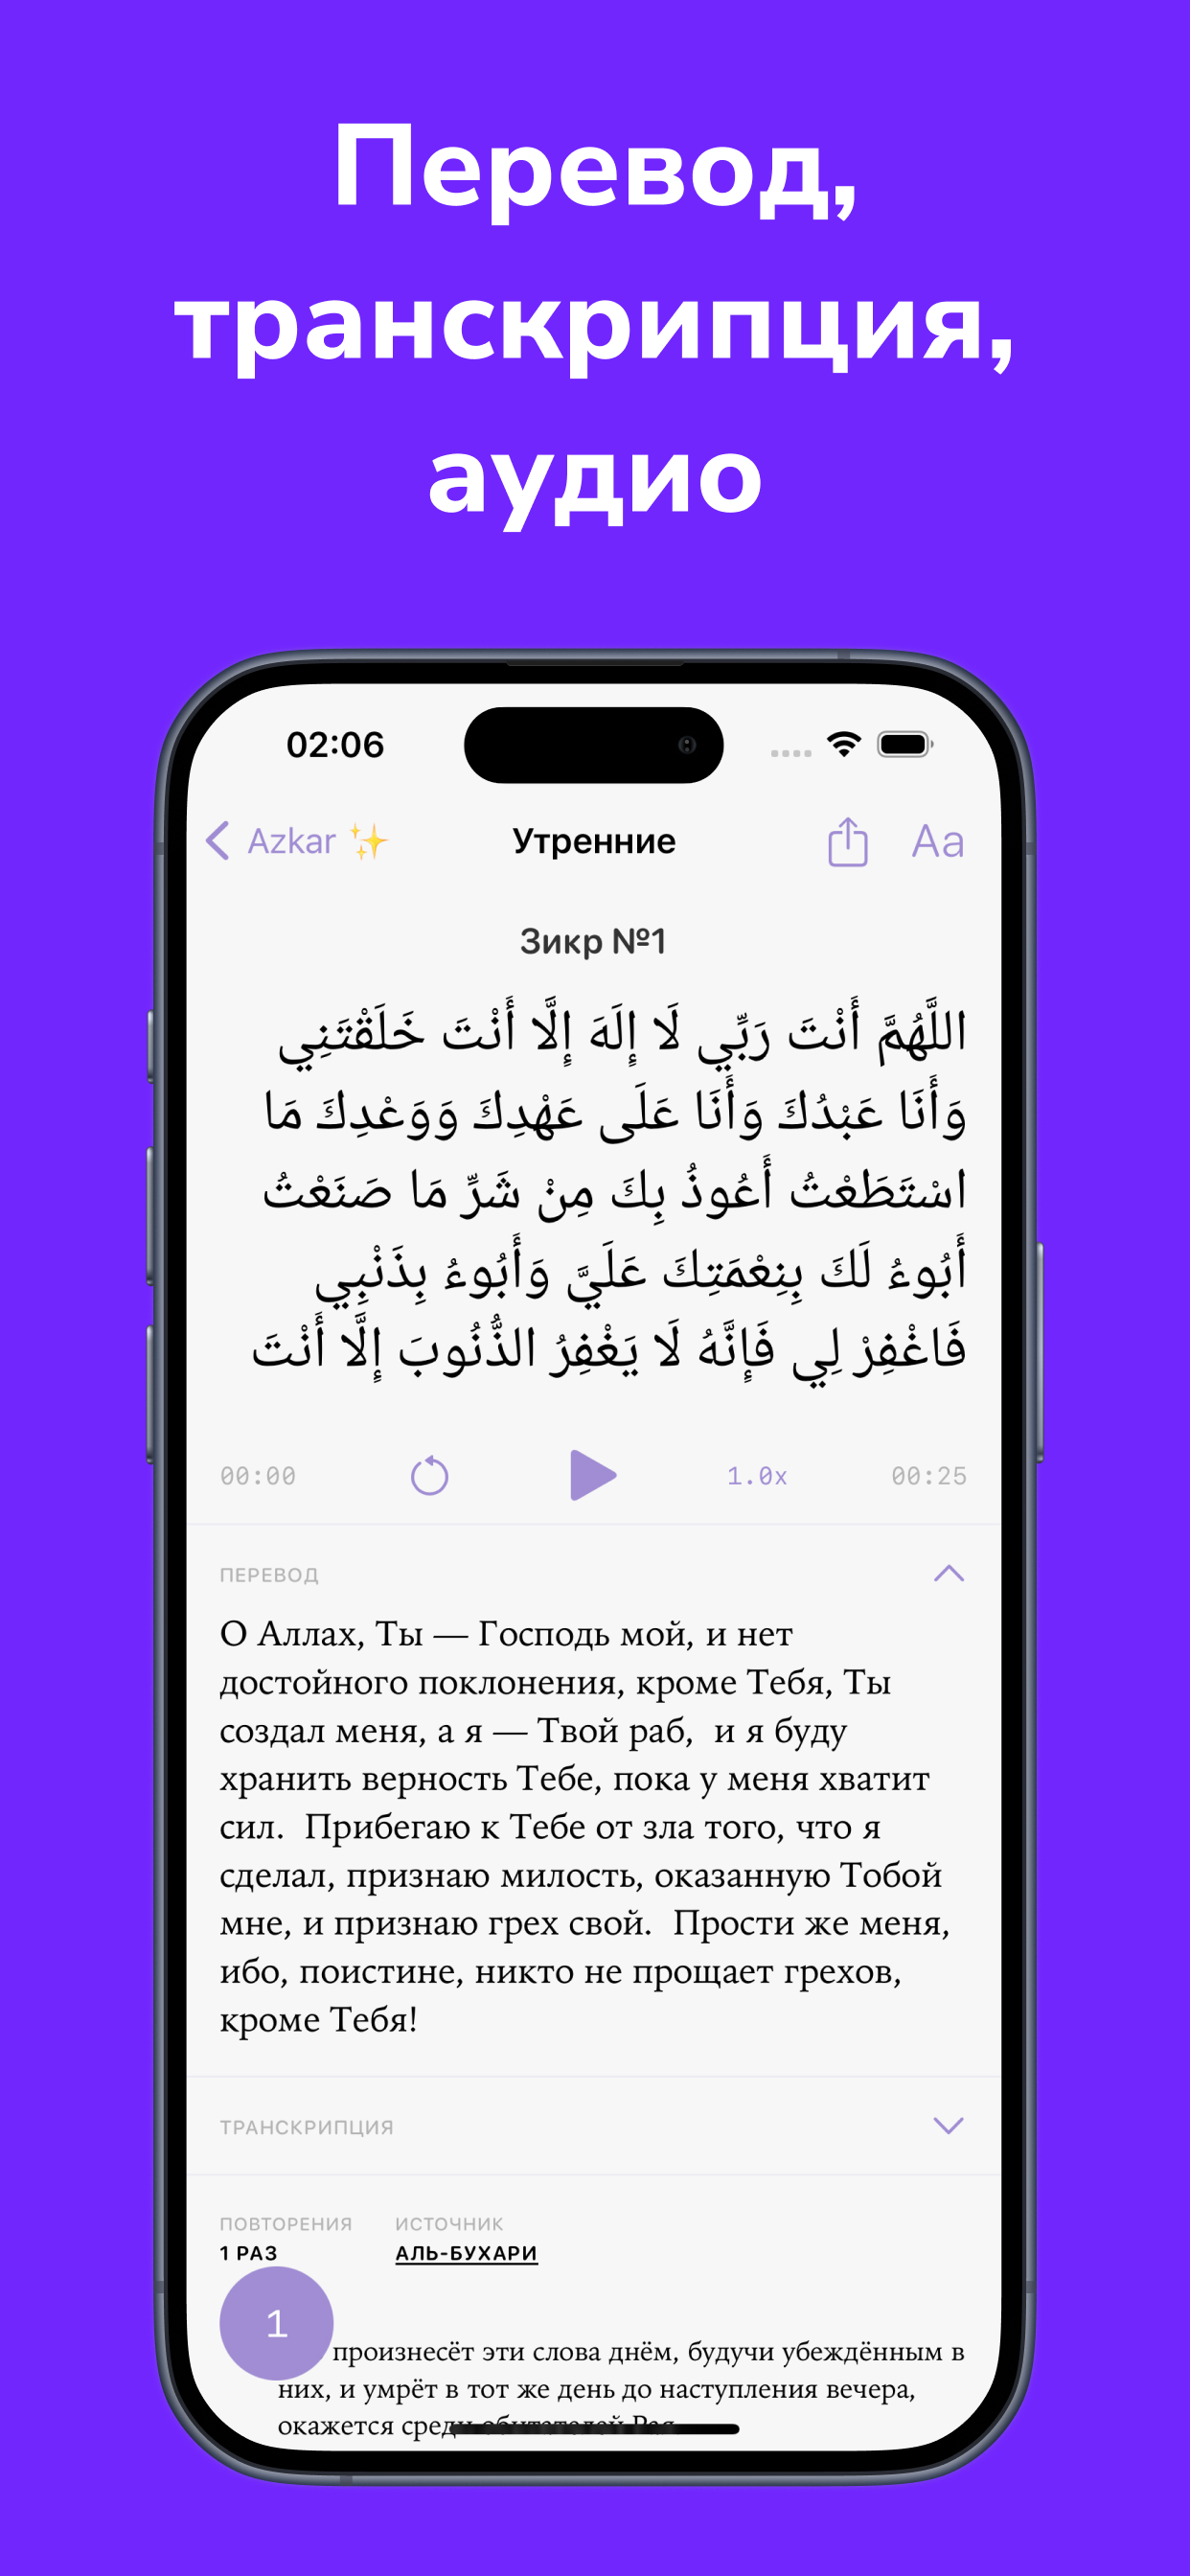 Перевод,
транскрипция,
аудио
02:06
Azkar ✨
Утренние
Aa
Зикр №1
اللَّهُمَّ أَنْتَ رَبِّي لَا إِلَهَ إِلَّا أَنْتَ خَلَقْتَنِي
وَأَنَا عَبْدُكَ وَأَنَا عَلَى عَهْدِكَ وَوَعْدِكَ مَا
اسْتَطَعْتُ أَعُوذُ بِكَ مِنْ شَرِّ مَا صَنَعْتُ
أَبُوءُ لَكَ بِنِعْمَتِكَ عَلَيَّ وَأَبُوءُ بِذَنْبِي
فَاغْفِرْ لِي فَإِنَّهُ لَا يَغْفِرُ الذُّنُوبَ إِلَّا أَنْتَ
00:00
1.0x
00:25
ПЕРЕВОД
О Аллах, Ты — Господь мой, и нет
достойного поклонения, кроме Тебя, Ты
создал меня, а я — Твой раб,  и я буду
хранить верность Тебе, пока у меня хватит
сил.  Прибегаю к Тебе от зла того, что я
сделал, признаю милость, оказанную Тобой
мне, и признаю грех свой.  Прости же меня,
ибо, поистине, никто не прощает грехов,
кроме Тебя!
ТРАНСКРИПЦИЯ
ПОВТОРЕНИЯ
1 РАЗ
ИСТОЧНИК
АЛЬ-БУХАРИ
1
произнесёт эти слова днём, будучи убеждённым в
них, и умрёт в тот же день до наступления вечера,
окажется среди обитателей Рая